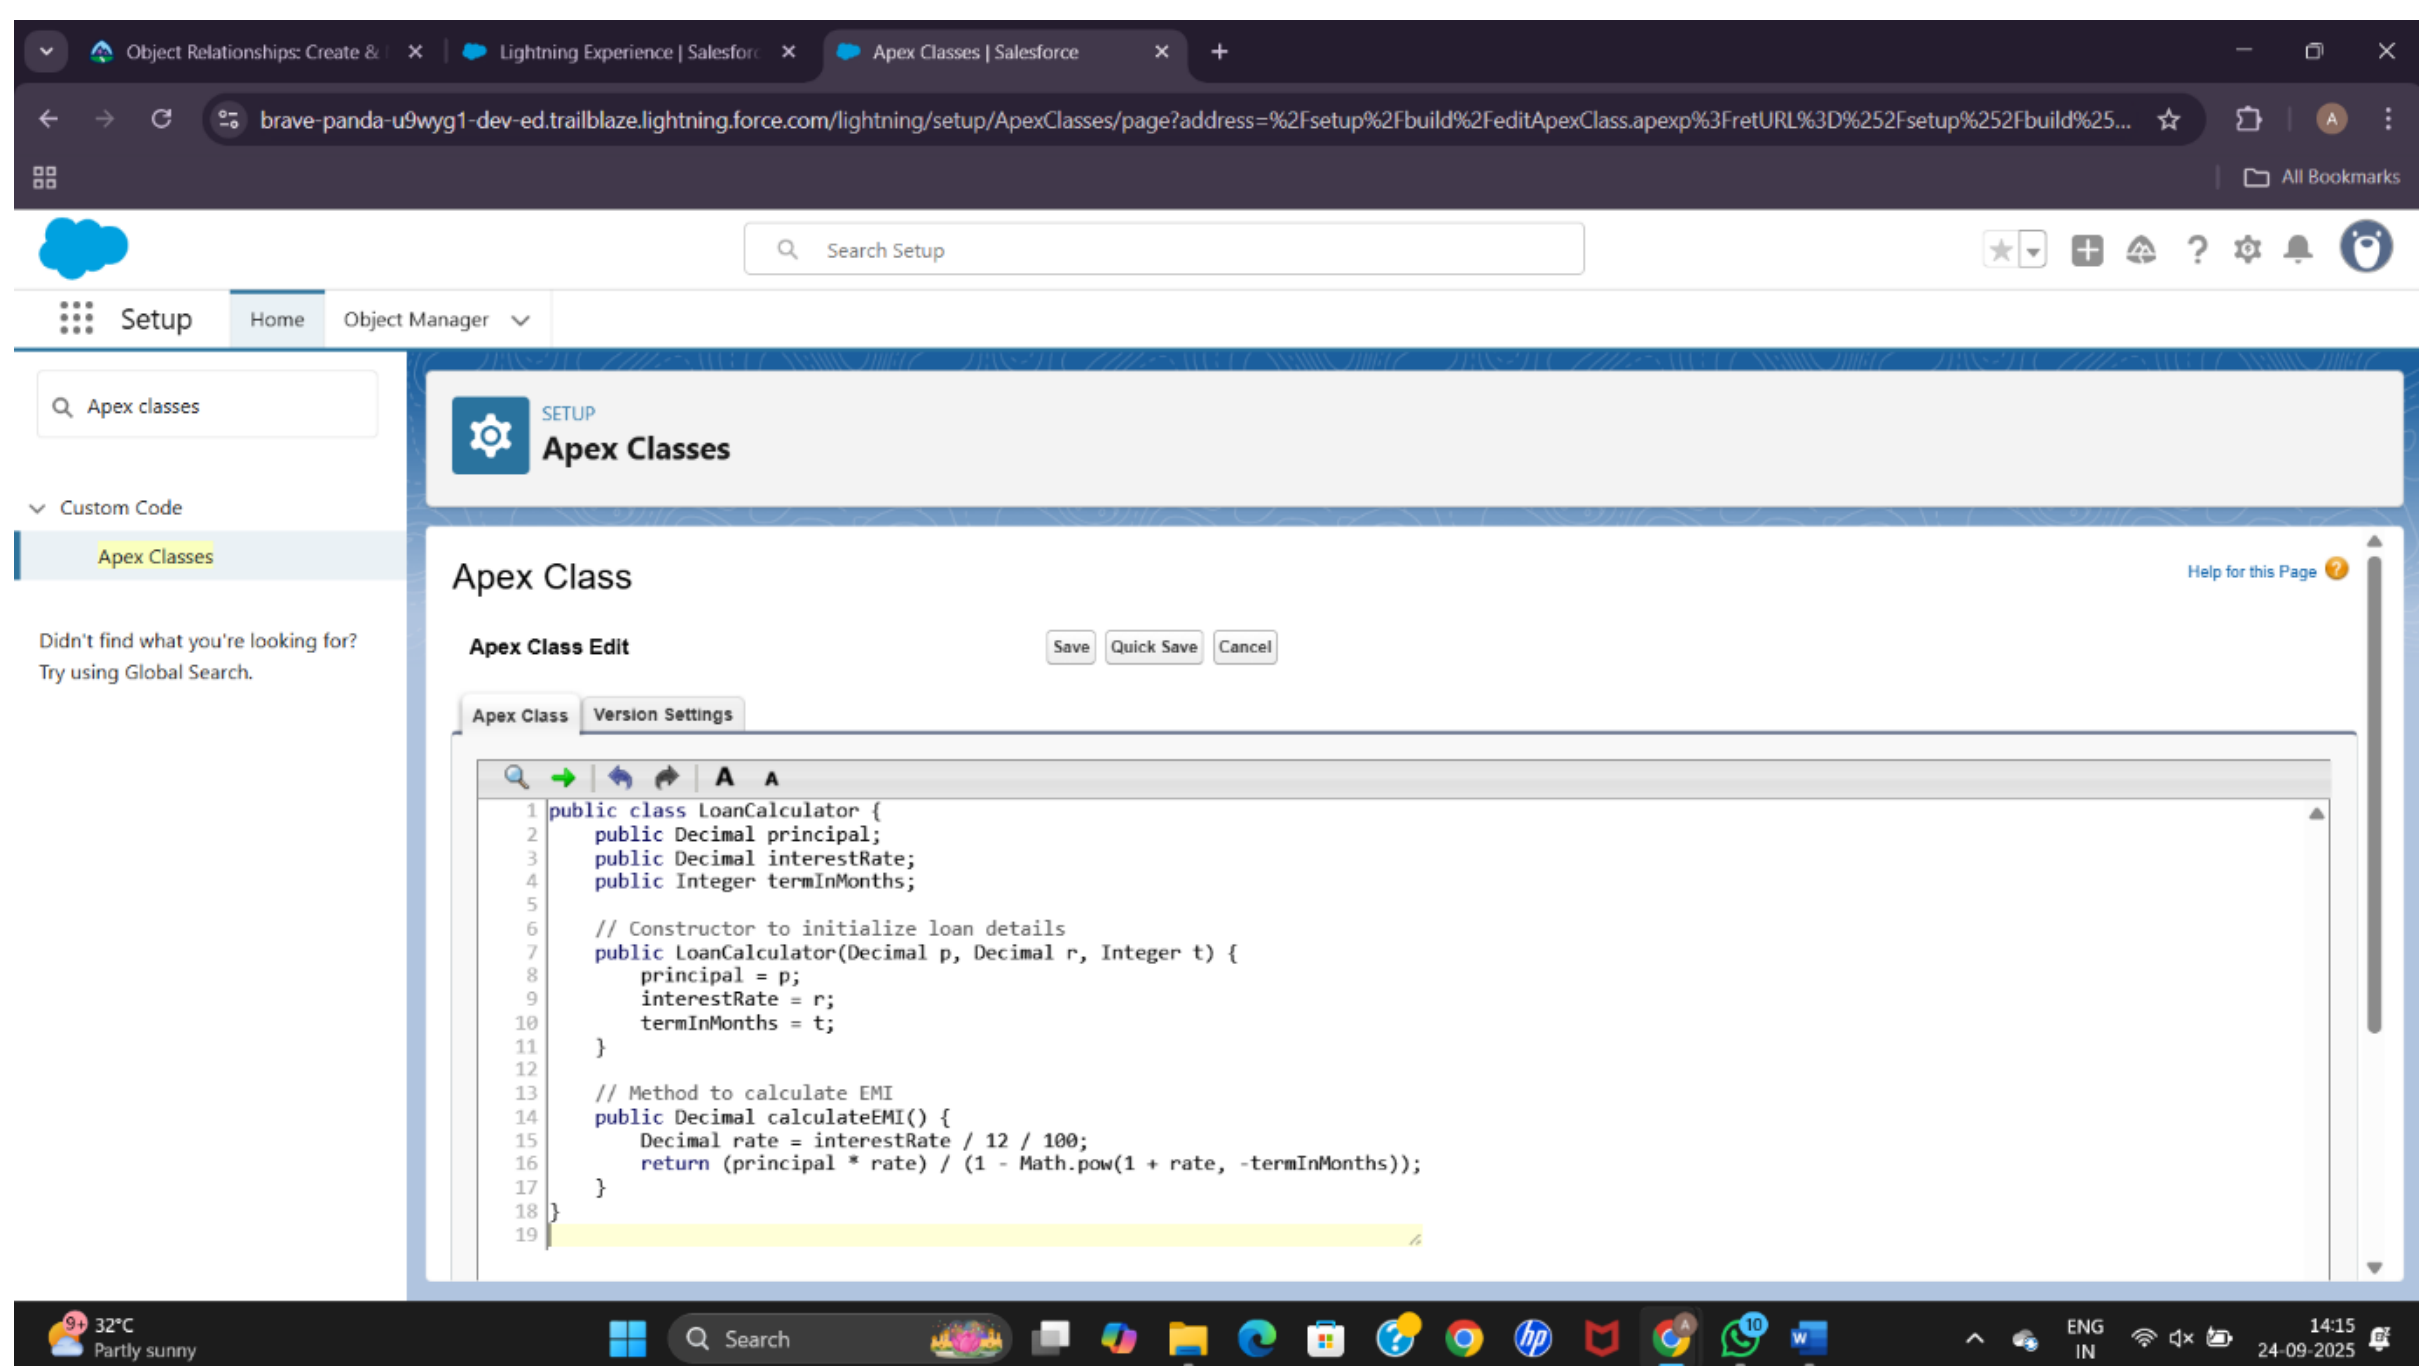 Object Relationships: Create &
Lightning Experience | Salesforc
Apex Classes | Salesforce
brave-panda-u9wyg1-dev-ed.trailblaze.lightning.force.com/lightning/setup/ApexClasses/page?address=%2Fsetup%2Fbuild%2FeditApexClass.apexp%3FretURL%3D%252Fsetup%252Fbuild%25...
A
All Bookmarks
Search Setup
Setup
Home
Object Manager
Apex classes
Custom Code
Apex Classes
Didn't find what you're looking for?
Try using Global Search.
SETUP
Apex Classes
Apex Class
Help for this Page
Apex Class Edit
Save
Quick Save
Cancel
Apex Class
Version Settings
A A
1 public class LoanCalculator {
2 public Decimal principal;
3 public Decimal interestRate;
4 public Integer termInMonths;
5
6 // Constructor to initialize loan details
7 public LoanCalculator(Decimal p, Decimal r, Integer t) {
8 principal = p;
9 interestRate = r;
10 termInMonths = t;
11 }
12
13 // Method to calculate EMI
14 public Decimal calculateEMI() {
15 Decimal rate = interestRate / 12 / 100;
16 return (principal * rate) / (1 - Math.pow(1 + rate, -termInMonths));
17 }
18 }
19
9+
32°C
Partly sunny
Search
hp
A
10
W
ENG
IN
14:15
24-09-2025